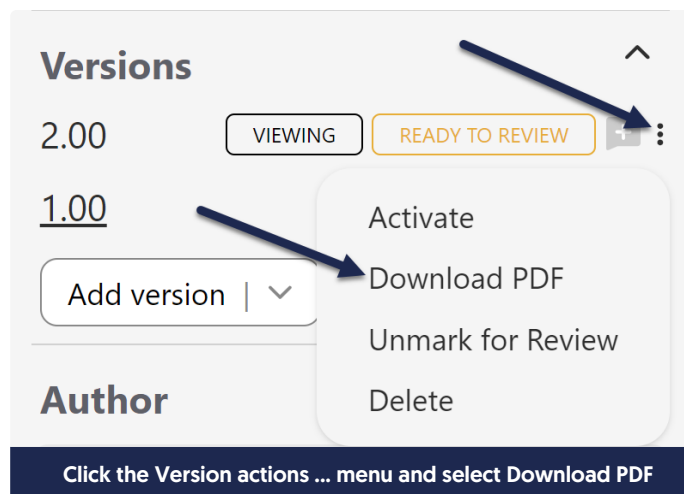 Versions
2.00 VIEWING READY TO REVIEW
1.00
Activate
Download PDF
Add version |
Unmark for Review
Author
Delete
Click the Version actions ... menu and select Download PDF